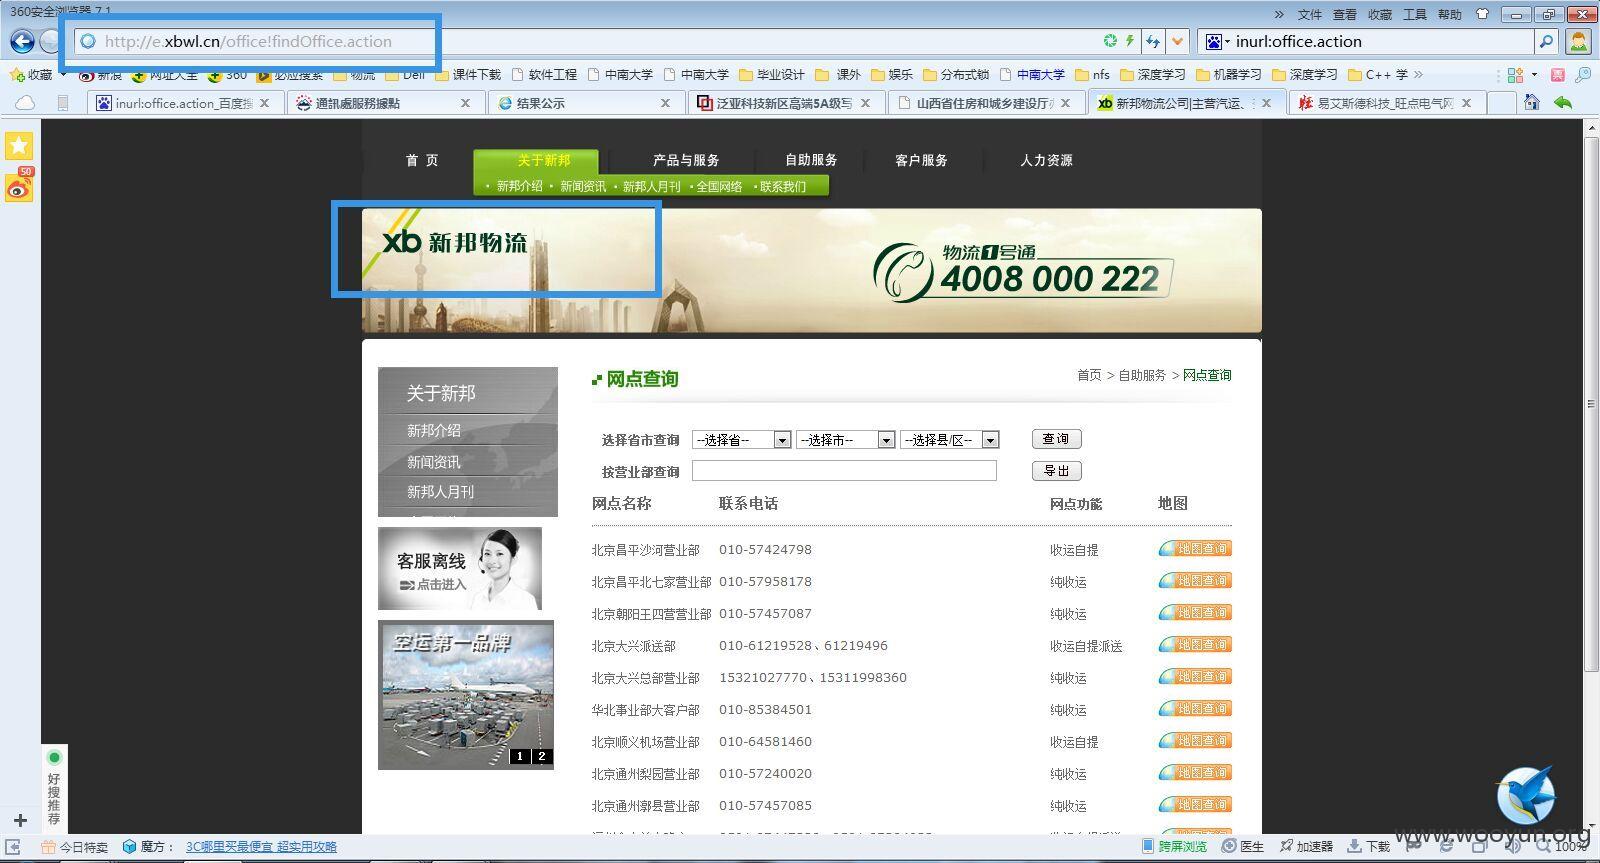 360安全浏览器 7.1
» 文件 查看 收藏 工具 帮助
http://e.xbwl.cn/office!findOffice.action
inurl:office.action
收藏 新浪 网址大全 360 必应搜索 物流 Dell 课件下载 软件工程 中南大学 中南大学 毕业设计 课外 娱乐 分布式锁 中南大学 nfs 深度学习 机器学习 深度学习 C++ 学 »
inurl:office.action_百度搜
通訊處服務據點
结果公示
泛亚科技新区高端5A级写
山西省住房和城乡建设厅
新邦物流公司|主营汽运、
易艾斯德科技_旺点电气网
50
首 页 关于新邦 产品与服务 自助服务 客户服务 人力资源
· 新邦介绍 · 新闻资讯 · 新邦人月刊 · 全国网络 · 联系我们
xb 新邦物流
物流1号通
4008 000 222
关于新邦
新邦介绍
新闻资讯
新邦人月刊
客服离线
点击进入
空运第一品牌
1 2
网点查询
首页 > 自助服务 > 网点查询
选择省市查询 --选择省-- --选择市-- --选择县/区-- 查询
按营业部查询 导出
网点名称 联系电话 网点功能 地图
北京昌平沙河营业部 010-57424798 收运自提 地图查询
北京昌平北七家营业部 010-57958178 纯收运 地图查询
北京朝阳王四营营业部 010-57457087 纯收运 地图查询
北京大兴派送部 010-61219528、61219496 收运自提派送 地图查询
北京大兴总部营业部 15321027770、15311998360 纯收运 地图查询
华北事业部大客户部 010-85384501 纯收运 地图查询
北京顺义机场营业部 010-64581460 收运自提 地图查询
北京通州梨园营业部 010-57240020 纯收运 地图查询
北京通州漷县营业部 010-57457085 纯收运 地图查询
好搜推荐
www.wooyun.org
今日特卖 魔方： 3C哪里买最便宜 超实用攻略
跨屏浏览 医生 加速器 下载 100%